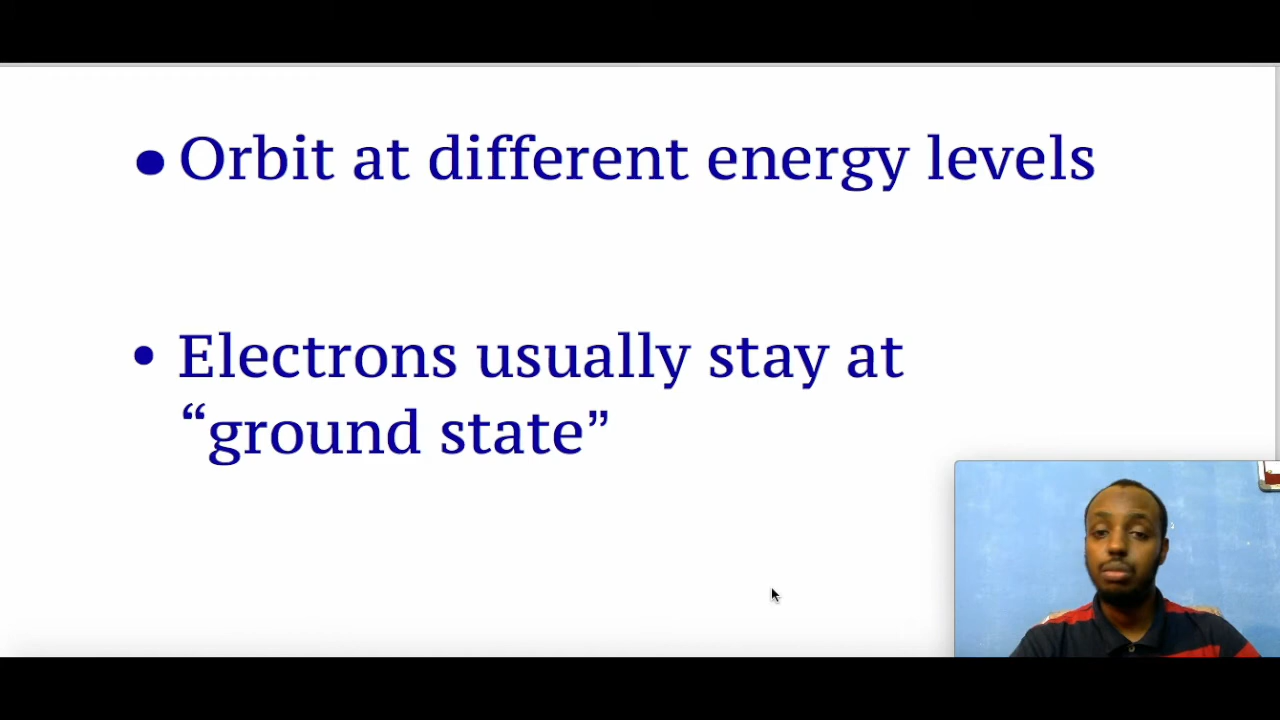 • Orbit at different energy levels
• Electrons usually stay at
“ground state”